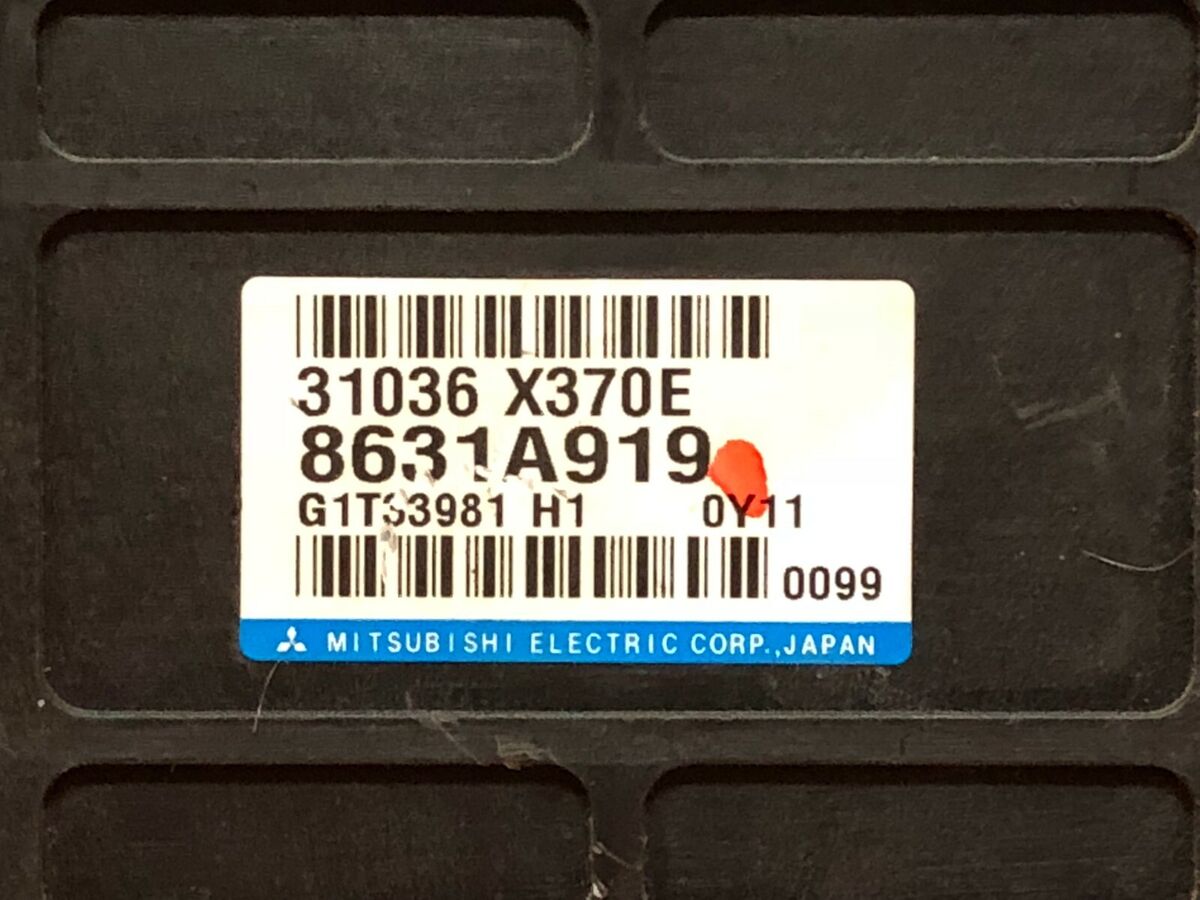 31036 X370E
8631A919
G1T33981 H1 0Y11
0099
MITSUBISHI ELECTRIC CORP.,JAPAN